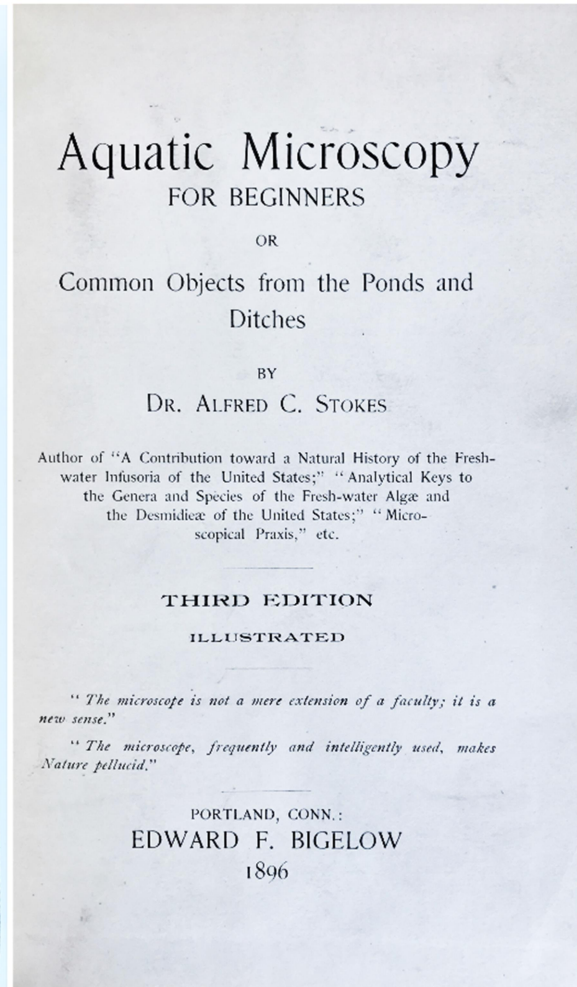 Aquatic Microscopy
FOR BEGINNERS
OR
Common Objects from the Ponds and
Ditches
BY
DR. ALFRED C. STOKES
Author of "A Contribution toward a Natural History of the Fresh-
water Infusoria of the United States;" "Analytical Keys to
the Genera and Species of the Fresh-water Algæ and
the Desmidieæ of the United States;" "Micro-
scopical Praxis," etc.
THIRD EDITION
ILLUSTRATED
"The microscope is not a mere extension of a faculty; it is a
new sense."
"The microscope, frequently and intelligently used, makes
Nature pellucid."
PORTLAND, CONN.:
EDWARD F. BIGELOW
1896